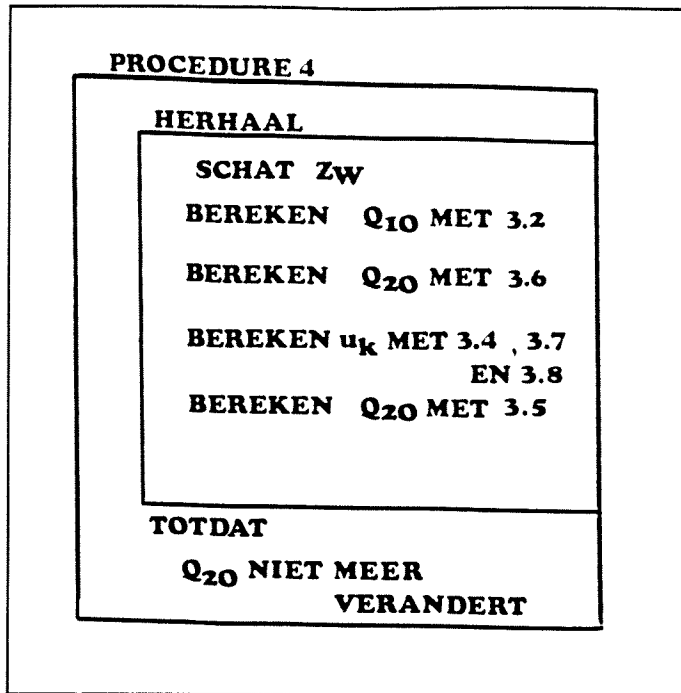 PROCEDURE 4
HERHAAL
SCHAT ZW
BEREKEN Q10 MET 3.2
BEREKEN Q20 MET 3.6
BEREKEN uk MET 3.4 , 3.7
EN 3.8
BEREKEN Q20 MET 3.5
TOTDAT
Q20 NIET MEER
VERANDERT